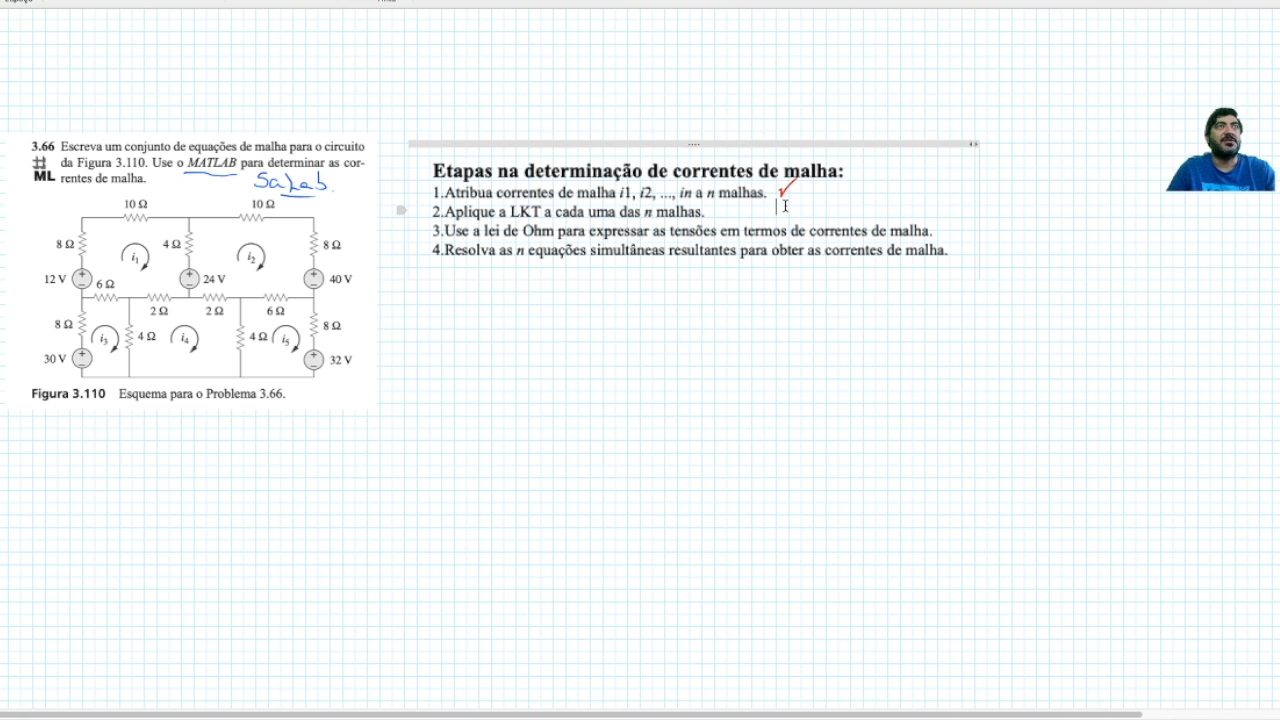 3.66 Escreva um conjunto de equações de malha para o circuito
da Figura 3.110. Use o MATLAB para determinar as cor-
ML rentes de malha.
SciLab.
10 Ω 10 Ω
8 Ω 4 Ω 8 Ω
i1 i2
12 V 6 Ω 24 V 40 V
2 Ω 2 Ω 6 Ω
8 Ω 4 Ω 4 Ω 8 Ω
i3 i4 i5
30 V 32 V
Figura 3.110 Esquema para o Problema 3.66.
Etapas na determinação de correntes de malha:
1.Atribua correntes de malha i1, i2, ..., in a n malhas.
2.Aplique a LKT a cada uma das n malhas.
3.Use a lei de Ohm para expressar as tensões em termos de correntes de malha.
4.Resolva as n equações simultâneas resultantes para obter as correntes de malha.